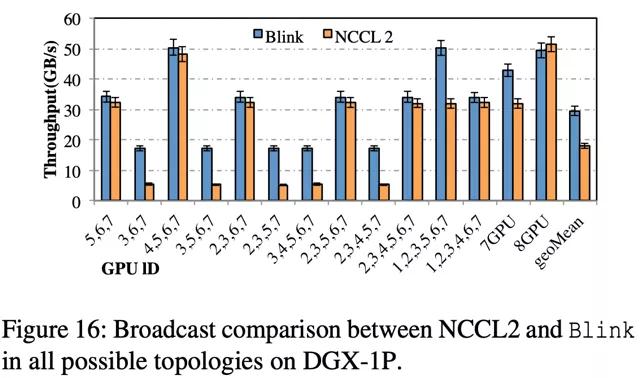 60
Blink
NCCL 2
50
40
30
20
10
0
Throughput(GB/s)
5,6,7
3,6,7
4,5,6,7
3,5,6,7
2,3,6,7
2,3,5,7
3,4,5,6,7
2,3,5,6,7
2,3,4,5,7
2,3,4,5,6,7
1,2,3,5,6,7
1,2,3,4,6,7
7GPU
8GPU
geoMean
GPU ID
Figure 16: Broadcast comparison between NCCL2 and Blink
in all possible topologies on DGX-1P.